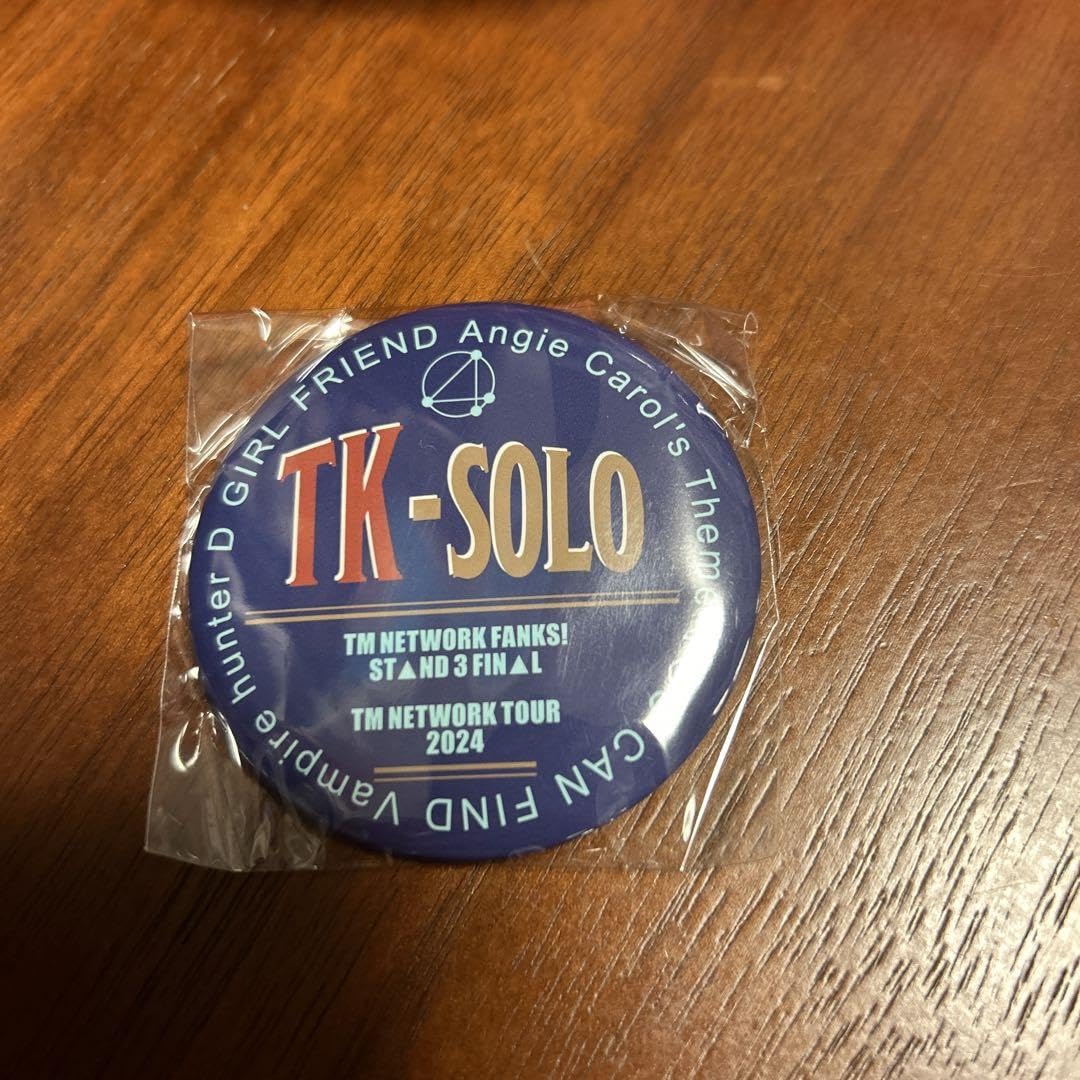 GIRL FRIEND Angie Carol's Theme
CAN FIND Vampire hunter D
TK-SOLO
TM NETWORK FANKS!
ST▲ND 3 FIN▲L
TM NETWORK TOUR
2024